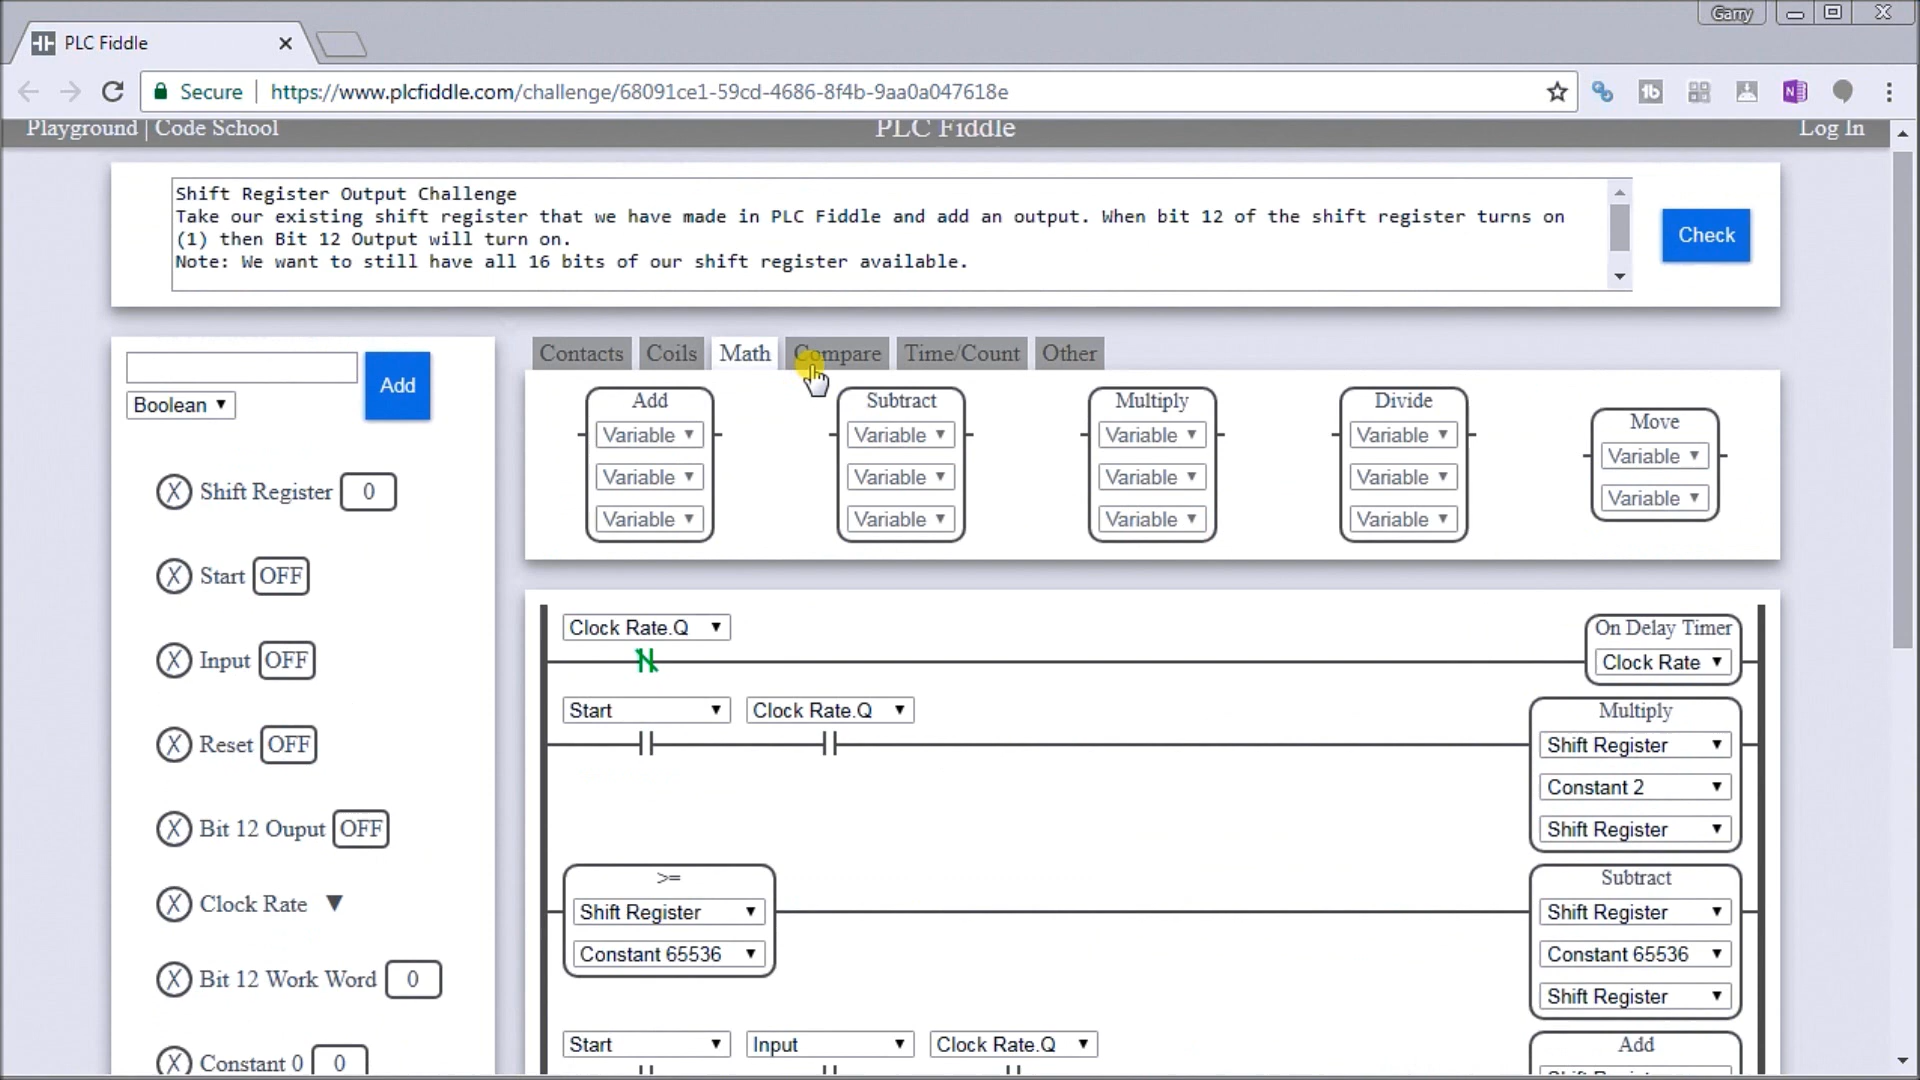 Garry
PLC Fiddle
Secure | https://www.plcfiddle.com/challenge/68091ce1-59cd-4686-8f4b-9aa0a047618e
Playground | Code School
PLC Fiddle
Log In
Shift Register Output Challenge
Take our existing shift register that we have made in PLC Fiddle and add an output. When bit 12 of the shift register turns on
(1) then Bit 12 Output will turn on.
Note: We want to still have all 16 bits of our shift register available.
Check
Boolean
Add
Shift Register 0
Start OFF
Input OFF
Reset OFF
Bit 12 Ouput OFF
Clock Rate
Bit 12 Work Word 0
Constant 0 0
Contacts Coils Math Compare Time/Count Other
Add
Variable
Variable
Variable
Subtract
Variable
Variable
Variable
Multiply
Variable
Variable
Variable
Divide
Variable
Variable
Variable
Move
Variable
Variable
Clock Rate.Q
On Delay Timer
Clock Rate
Start
Clock Rate.Q
Multiply
Shift Register
Constant 2
Shift Register
>=
Shift Register
Constant 65536
Subtract
Shift Register
Constant 65536
Shift Register
Start
Input
Clock Rate.Q
Add